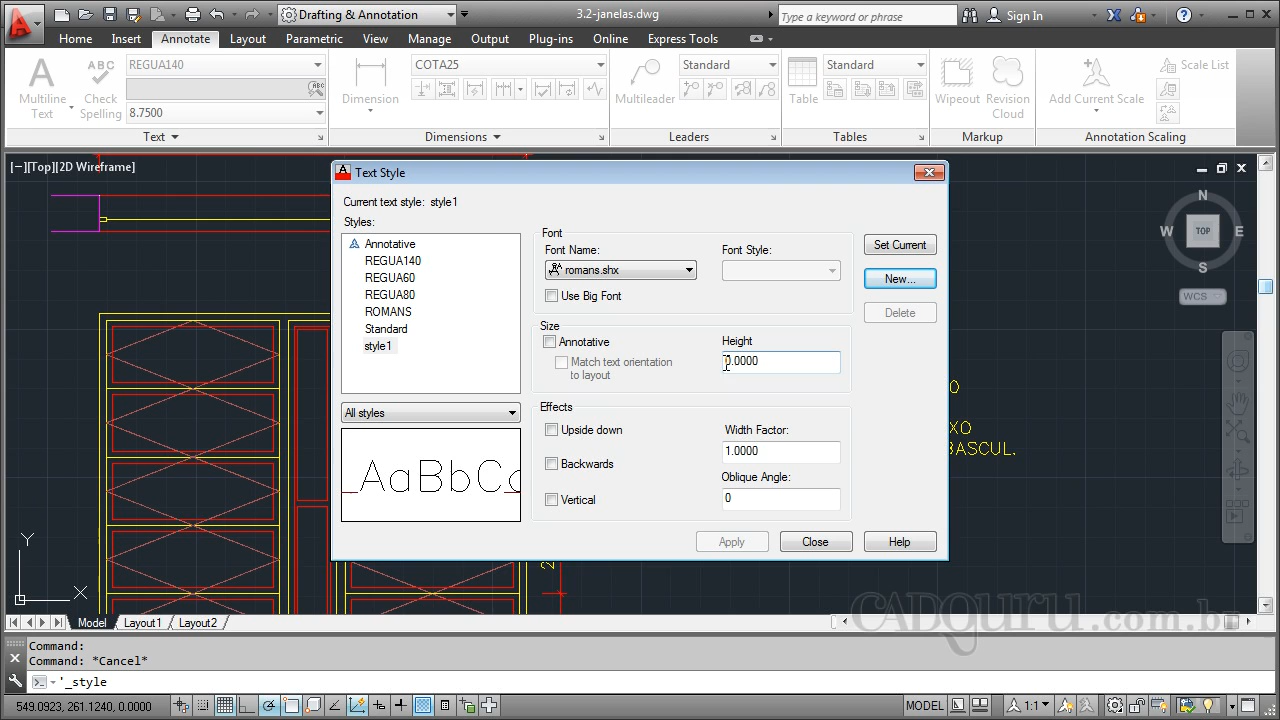 Drafting & Annotation
3.2-janelas.dwg
Type a keyword or phrase
Sign In
Home Insert Annotate Layout Parametric View Manage Output Plug-ins Online Express Tools
REGUA140
8.7500
Multiline
Text
Check
Spelling
Text
COTA25
Dimension
Dimensions
Standard
Multileader
Leaders
Standard
Table
Tables
Wipeout
Revision
Cloud
Markup
Scale List
Add Current Scale
Annotation Scaling
[−][Top][2D Wireframe]
N
W TOP E
S
WCS
Text Style
Current text style: style1
Styles:
Annotative
REGUA140
REGUA60
REGUA80
ROMANS
Standard
style1
All styles
AaBbCc
Font
Font Name:
romans.shx
Font Style:
Use Big Font
Size
Annotative
Match text orientation
to layout
Height
0.0000
Effects
Upside down
Backwards
Vertical
Width Factor:
1.0000
Oblique Angle:
0
Set Current
New...
Delete
Apply Close Help
O
XO
BASCUL.
2
Y
X
CADguru.com.br
Model Layout1 Layout2
Command:
Command: *Cancel*
'_style
549.0923, 261.1240, 0.0000
MODEL
1:1